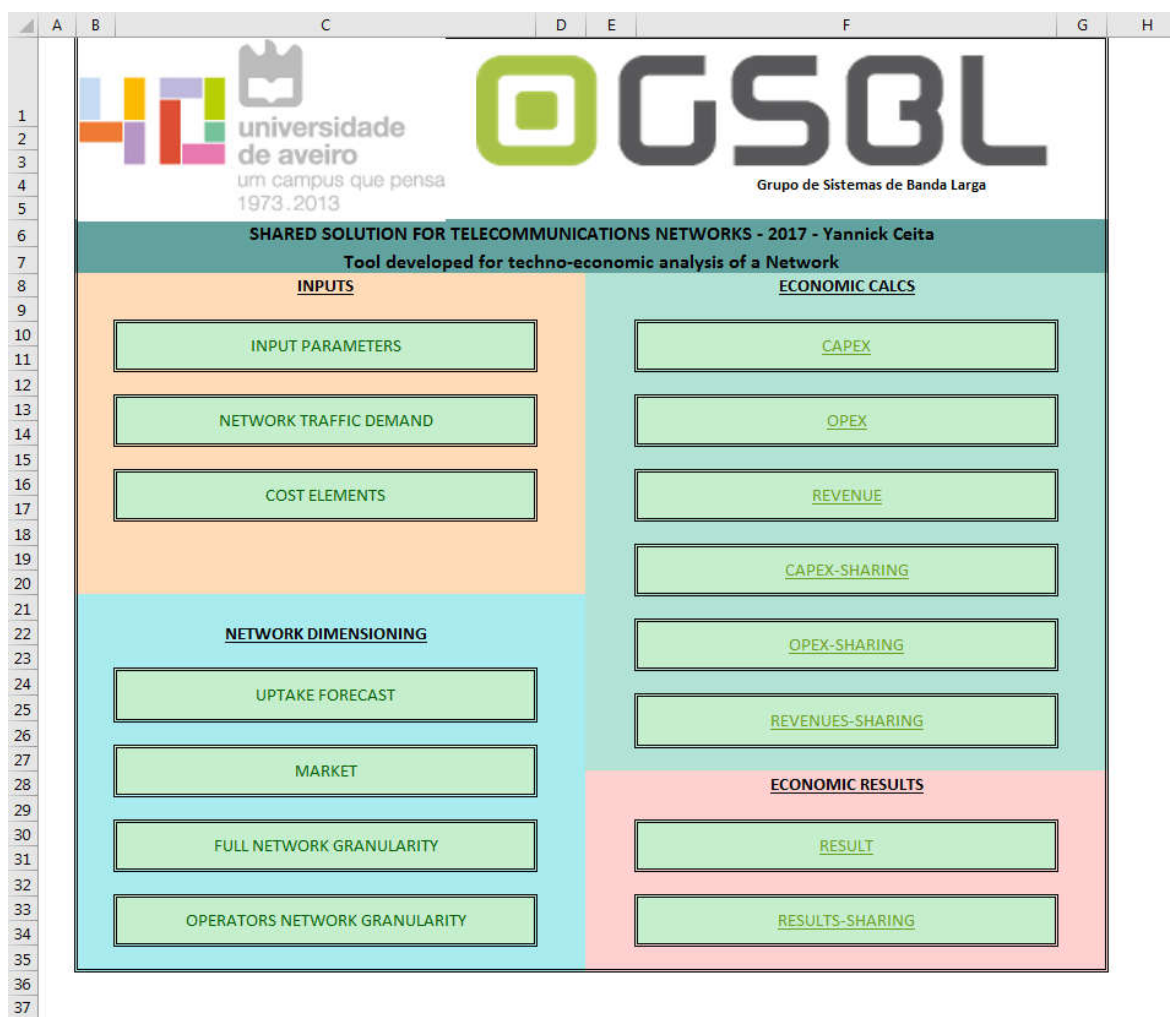 A B C D E F G H
1
2
3
4
5
6
7
8
9
10
11
12
13
14
15
16
17
18
19
20
21
22
23
24
25
26
27
28
29
30
31
32
33
34
35
36
37
40
universidade
de aveiro
um campus que pensa
1973.2013
GSBL
Grupo de Sistemas de Banda Larga
SHARED SOLUTION FOR TELECOMMUNICATIONS NETWORKS - 2017 - Yannick Ceita
Tool developed for techno-economic analysis of a Network
INPUTS
INPUT PARAMETERS
NETWORK TRAFFIC DEMAND
COST ELEMENTS
NETWORK DIMENSIONING
UPTAKE FORECAST
MARKET
FULL NETWORK GRANULARITY
OPERATORS NETWORK GRANULARITY
ECONOMIC CALCS
CAPEX
OPEX
REVENUE
CAPEX-SHARING
OPEX-SHARING
REVENUES-SHARING
ECONOMIC RESULTS
RESULT
RESULTS-SHARING